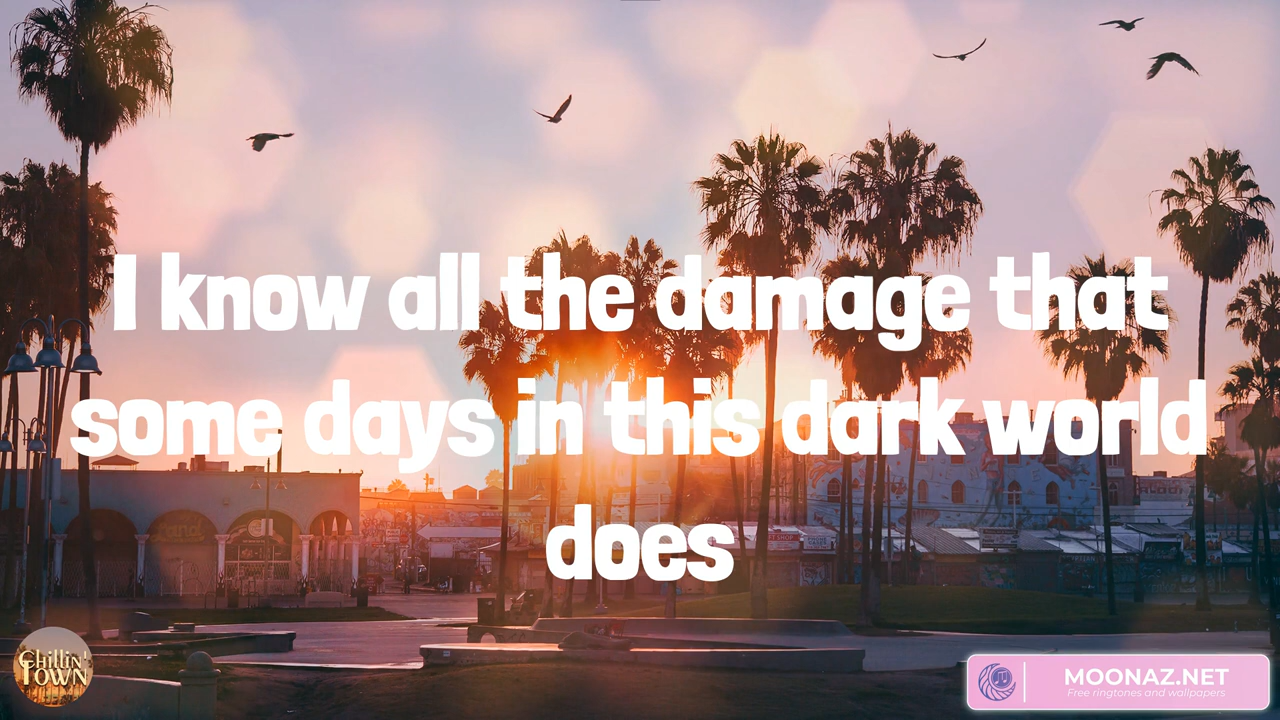 I know all the damage that
some days in this dark world
does
Chillin'
TOWN
MOONAZ.NET
Free ringtones and wallpapers